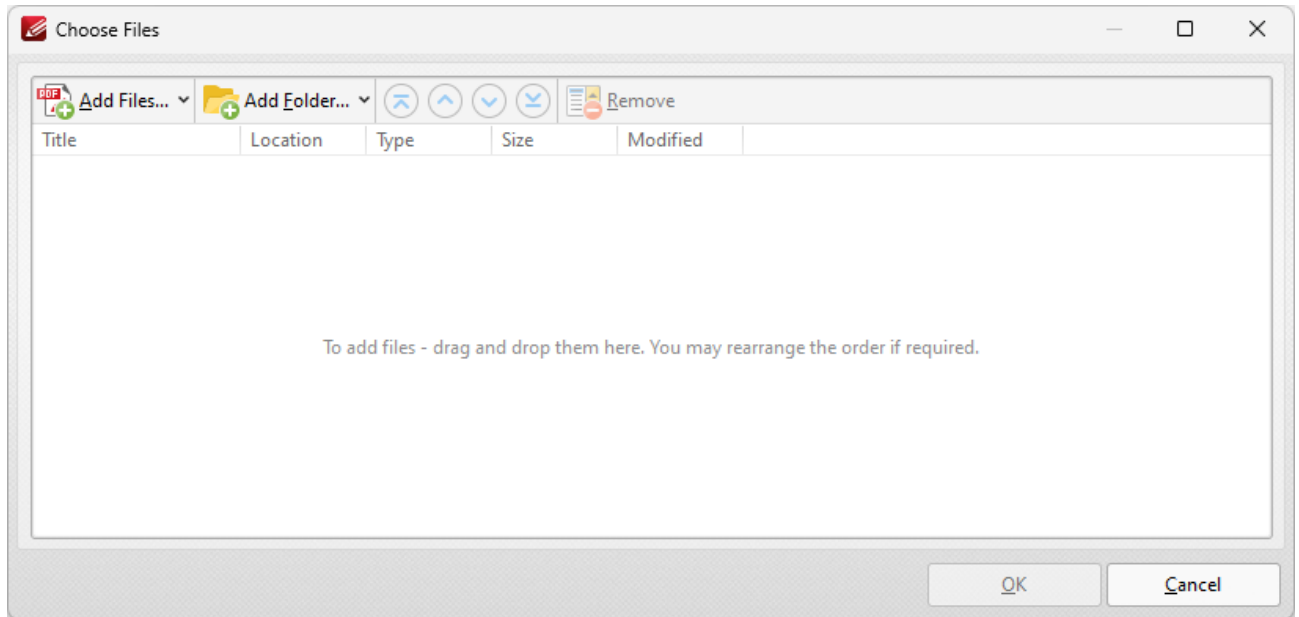 Choose Files
PDF Add Files... Add Folder... Remove
Title Location Type Size Modified
To add files - drag and drop them here. You may rearrange the order if required.
OK Cancel